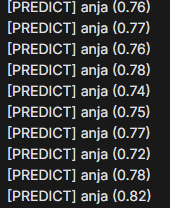 [PREDICT] anja (0.76)
[PREDICT] anja (0.77)
[PREDICT] anja (0.76)
[PREDICT] anja (0.78)
[PREDICT] anja (0.74)
[PREDICT] anja (0.75)
[PREDICT] anja (0.77)
[PREDICT] anja (0.72)
[PREDICT] anja (0.78)
[PREDICT] anja (0.82)